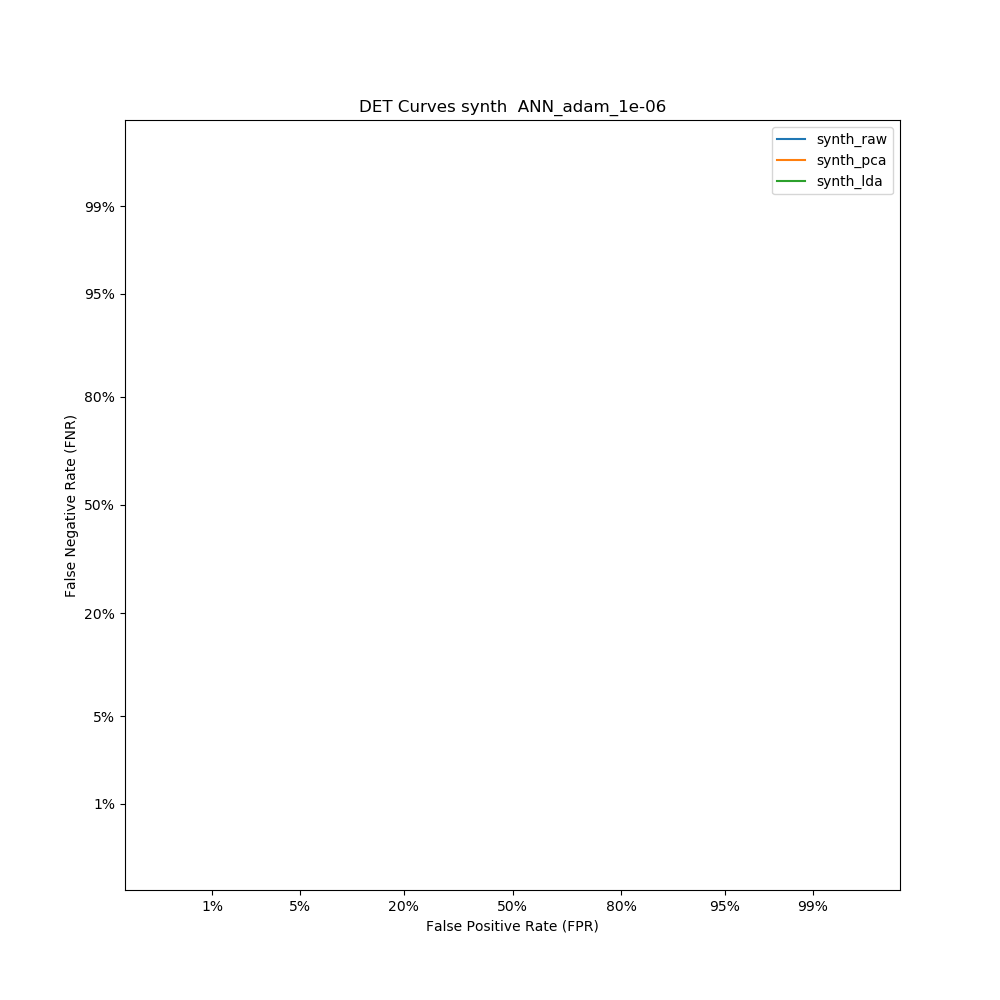 DET Curves synth  ANN_adam_1e-06
synth_raw
synth_pca
synth_lda
99%
95%
80%
50%
20%
5%
1%
False Negative Rate (FNR)
1%
5%
20%
50%
80%
95%
99%
False Positive Rate (FPR)